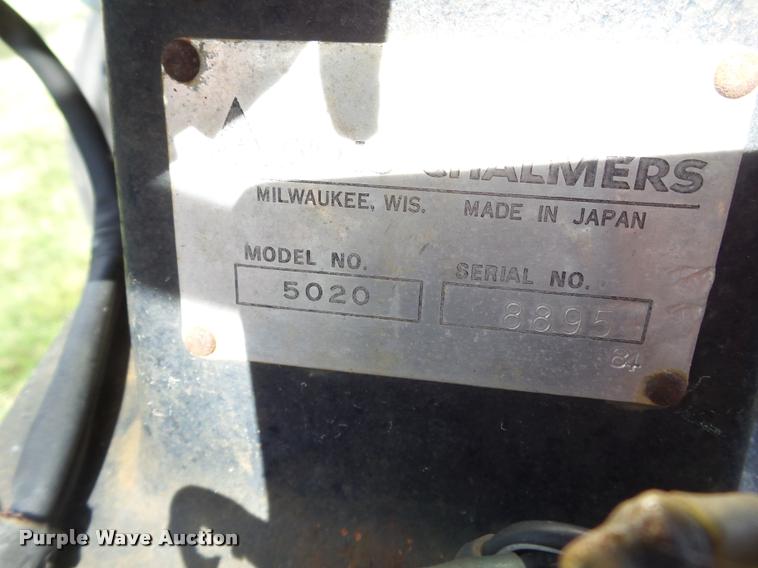 CHALMERS
MILWAUKEE, WIS. MADE IN JAPAN
MODEL NO. SERIAL NO.
5020 8895
84
Purple Wave Auction